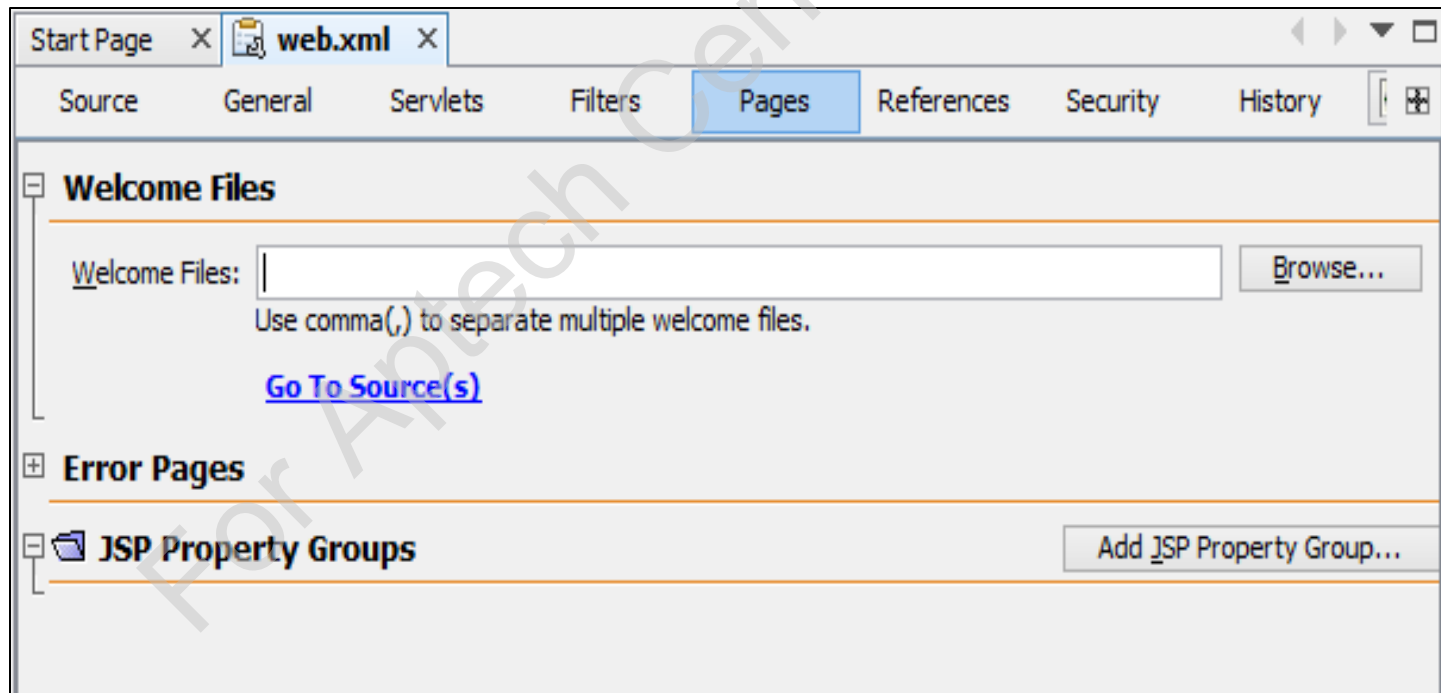 Start Page web.xml
Source General Servlets Filters Pages References Security History
Welcome Files
Welcome Files: Browse...
Use comma(,) to separate multiple welcome files.
Go To Source(s)
Error Pages
JSP Property Groups Add JSP Property Group...
For Aptech Cen